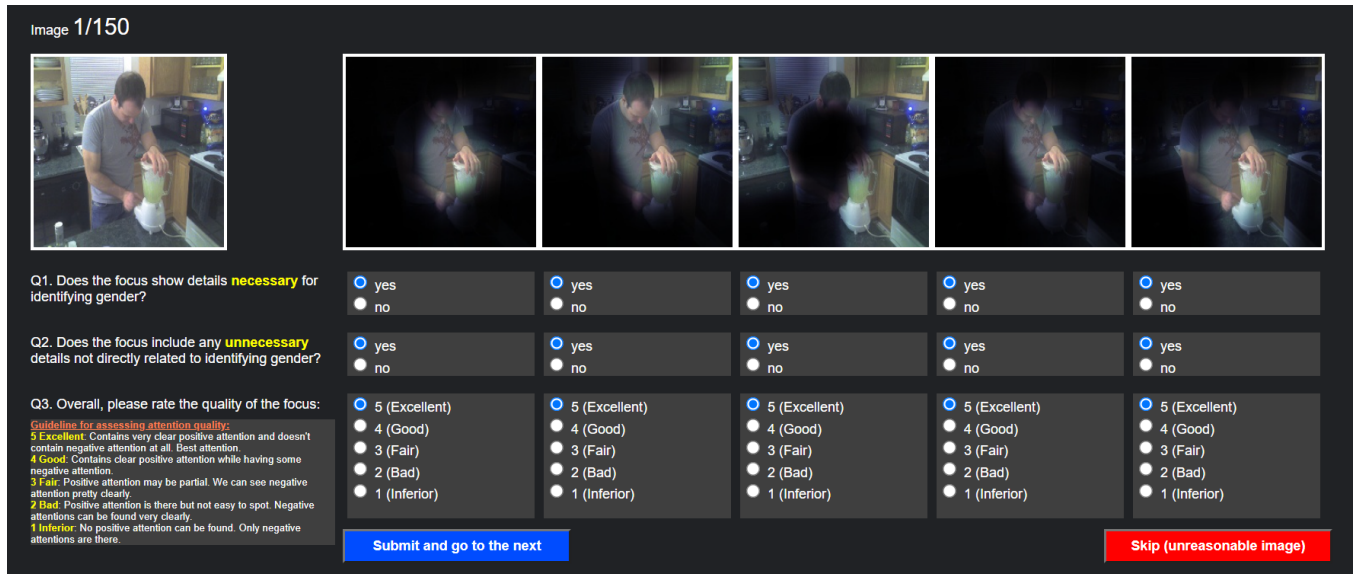 Image 1/150
Q1. Does the focus show details necessary for
identifying gender?
yes yes yes yes yes
no no no no no
Q2. Does the focus include any unnecessary
details not directly related to identifying gender?
yes yes yes yes yes
no no no no no
Q3. Overall, please rate the quality of the focus:
Guideline for assessing attention quality:
5 Excellent: Contains very clear positive attention and doesn't
contain negative attention at all. Best attention.
4 Good: Contains clear positive attention while having some
negative attention.
3 Fair: Positive attention may be partial. We can see negative
attention pretty clearly.
2 Bad: Positive attention is there but not easy to spot. Negative
attentions can be found very clearly.
1 Inferior: No positive attention can be found. Only negative
attentions are there.
5 (Excellent) 5 (Excellent) 5 (Excellent) 5 (Excellent) 5 (Excellent)
4 (Good) 4 (Good) 4 (Good) 4 (Good) 4 (Good)
3 (Fair) 3 (Fair) 3 (Fair) 3 (Fair) 3 (Fair)
2 (Bad) 2 (Bad) 2 (Bad) 2 (Bad) 2 (Bad)
1 (Inferior) 1 (Inferior) 1 (Inferior) 1 (Inferior) 1 (Inferior)
Submit and go to the next
Skip (unreasonable image)